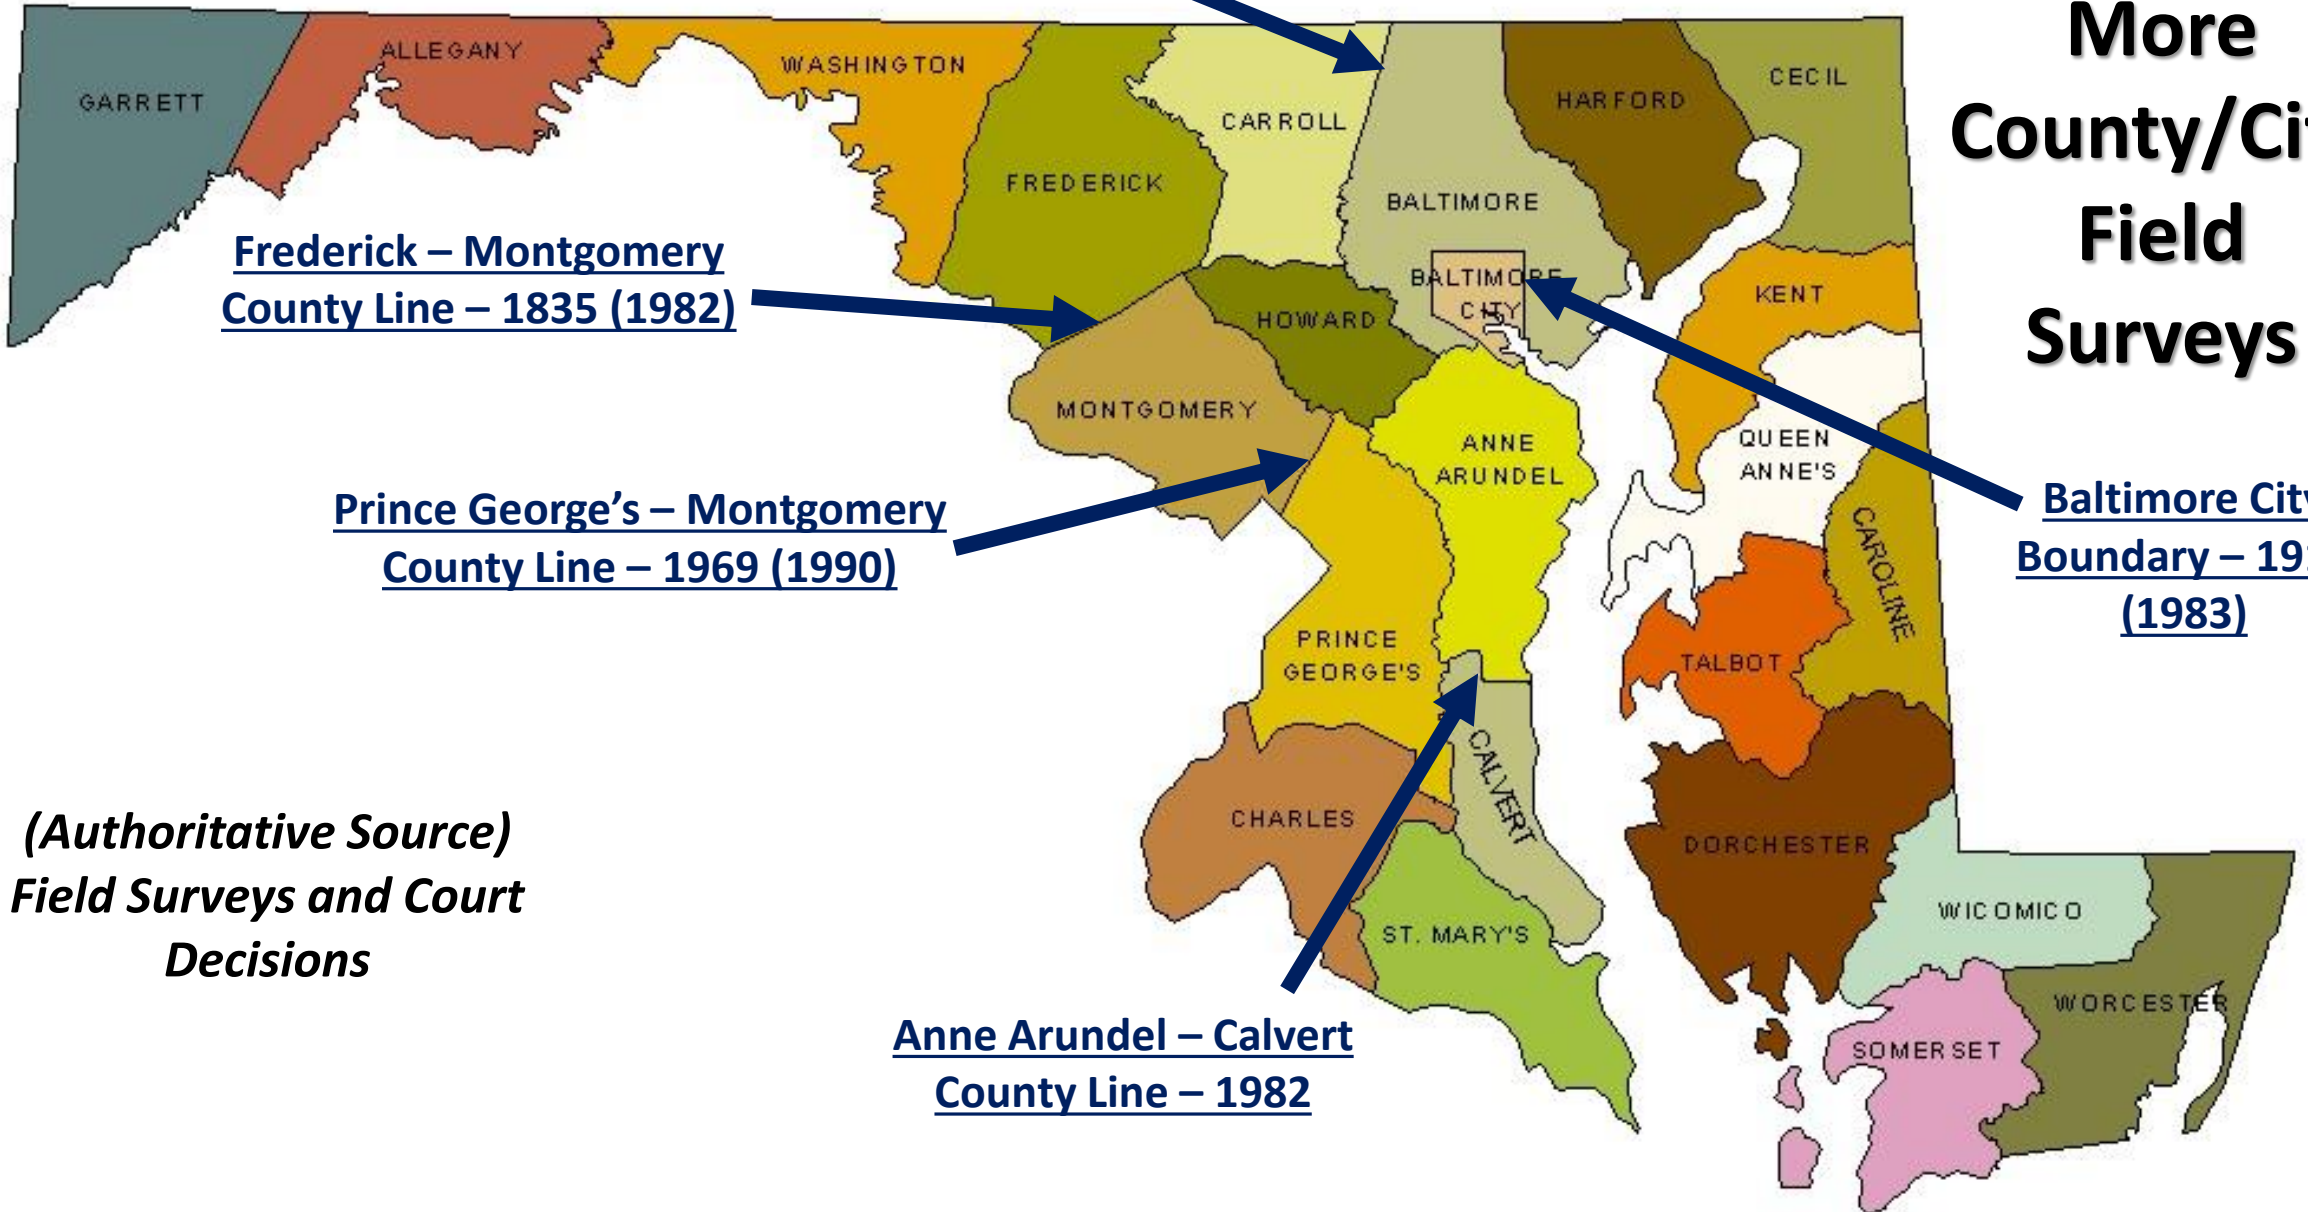 More
County/Cit
Field
Surveys
GARRETT
ALLEGANY
WASHINGTON
FREDERICK
CARROLL
BALTIMORE
HARFORD
CECIL
BALTIMORE
CITY
HOWARD
KENT
MONTGOMERY
ANNE
ARUNDEL
QUEEN
ANNE'S
CAROLINE
PRINCE
GEORGE'S
TALBOT
CALVERT
CHARLES
DORCHESTER
ST. MARY'S
WICOMICO
WORCESTER
SOMERSET
Frederick – Montgomery
County Line – 1835 (1982)
Prince George’s – Montgomery
County Line – 1969 (1990)
Baltimore City
Boundary –
(1983)
Anne Arundel – Calvert
County Line – 1982
(Authoritative Source)
Field Surveys and Court
Decisions